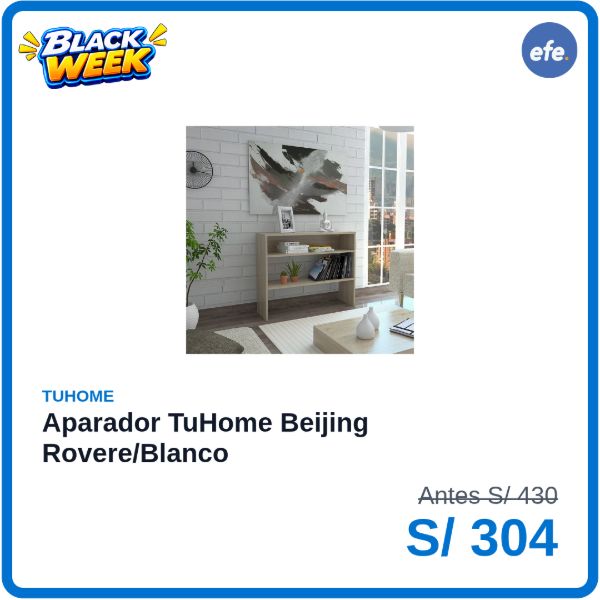 BLACK
WEEK
efe.
TUHOME
Aparador TuHome Beijing
Rovere/Blanco
Antes S/ 430
S/ 304